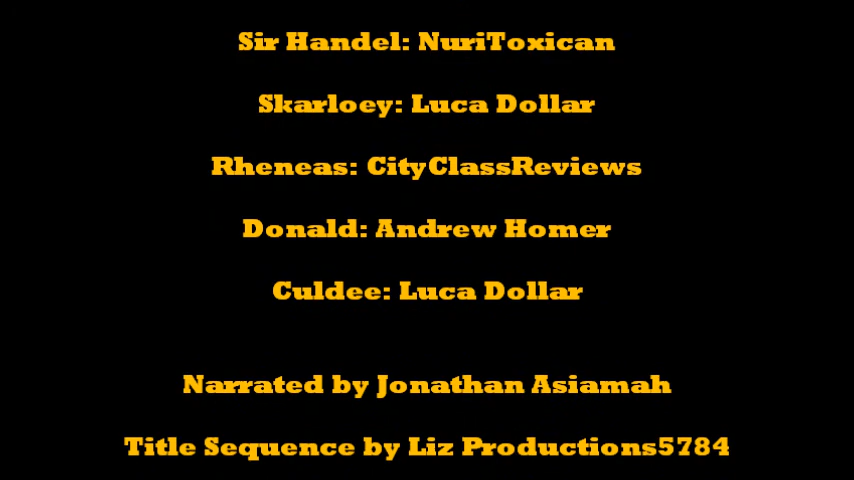 Sir Handel: NuriToxican
Skarloey: Luca Dollar
Rheneas: CityClassReviews
Donald: Andrew Homer
Culdee: Luca Dollar
Narrated by Jonathan Asiamah
Title Sequence by Liz Productions5784